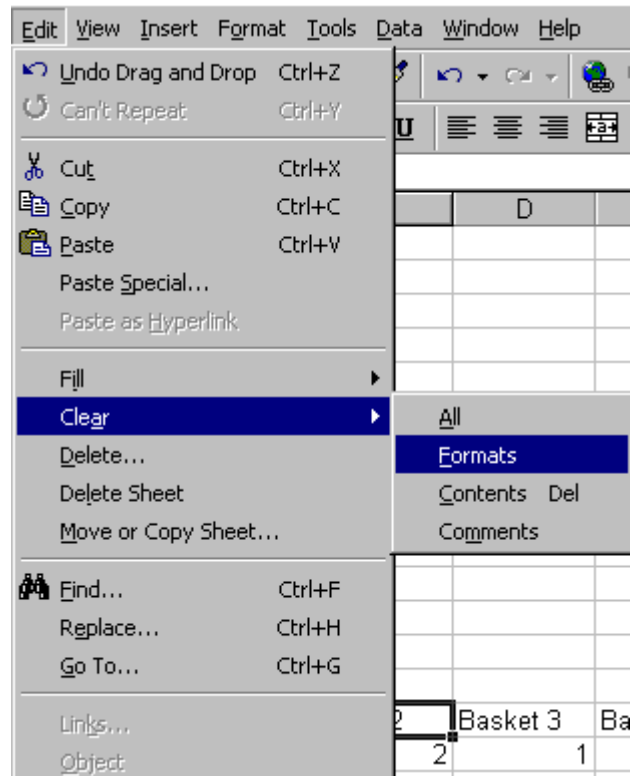 Edit View Insert Format Tools Data Window Help
Undo Drag and Drop Ctrl+Z
Can't Repeat Ctrl+Y
U
a
Cut Ctrl+X
Copy Ctrl+C
D
Paste Ctrl+V
Paste Special...
Paste as Hyperlink
Fill
Clear All
Delete... Formats
Delete Sheet Contents Del
Move or Copy Sheet... Comments
Find... Ctrl+F
Replace... Ctrl+H
Go To... Ctrl+G
Links... 2 Basket 3 Ba
Object 2 1